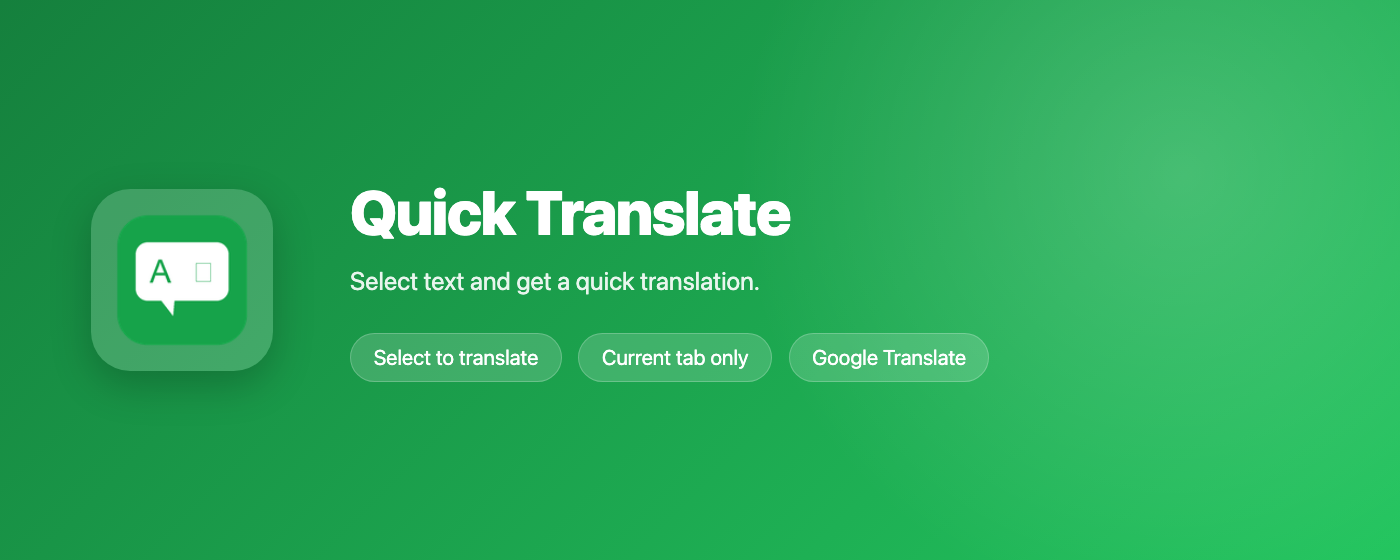 A
Quick Translate
Select text and get a quick translation.
Select to translate
Current tab only
Google Translate